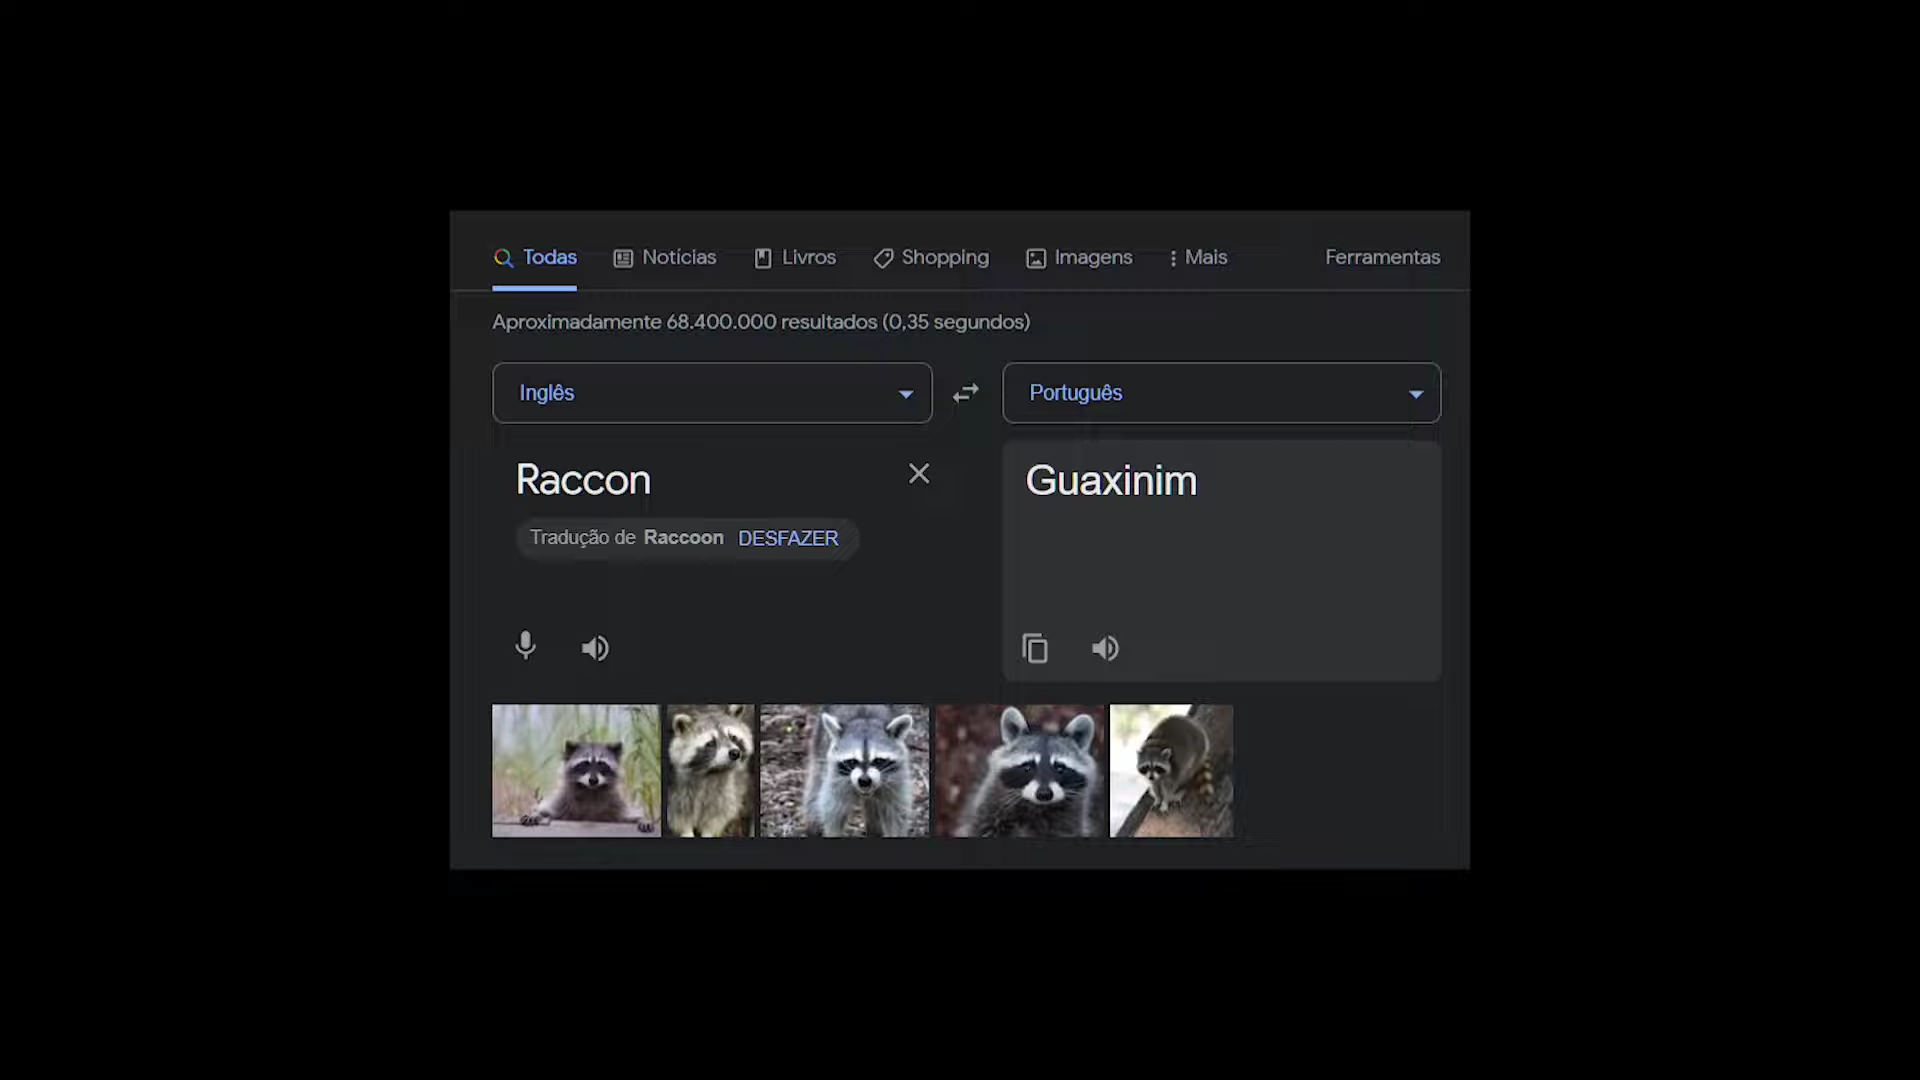 Todas Notícias Livros Shopping Imagens Mais Ferramentas
Aproximadamente 68.400.000 resultados (0,35 segundos)
Inglês Português
Raccon Guaxinim
Tradução de Raccoon DESFAZER